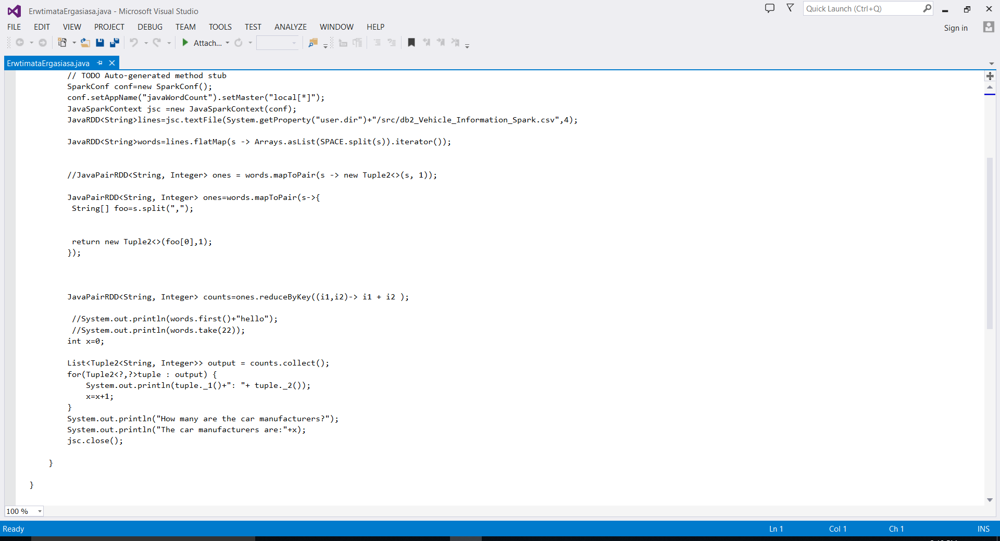 ErwtimataErgasiasa.java - Microsoft Visual Studio
Quick Launch (Ctrl+Q)
FILE EDIT VIEW PROJECT DEBUG TEAM TOOLS TEST ANALYZE WINDOW HELP
Sign in
Attach...
ErwtimataErgasiasa.java
// TODO Auto-generated method stub
SparkConf conf=new SparkConf();
conf.setAppName("javaWordCount").setMaster("local[*]");
JavaSparkContext jsc =new JavaSparkContext(conf);
JavaRDD<String>lines=jsc.textFile(System.getProperty("user.dir")+"/src/db2_Vehicle_Information_Spark.csv",4);
JavaRDD<String>words=lines.flatMap(s -> Arrays.asList(SPACE.split(s)).iterator());
//JavaPairRDD<String, Integer> ones = words.mapToPair(s -> new Tuple2<>(s, 1));
JavaPairRDD<String, Integer> ones=words.mapToPair(s->{
String[] foo=s.split(",");
return new Tuple2<>(foo[0],1);
});
JavaPairRDD<String, Integer> counts=ones.reduceByKey((i1,i2)-> i1 + i2 );
//System.out.println(words.first()+"hello");
//System.out.println(words.take(22));
int x=0;
List<Tuple2<String, Integer>> output = counts.collect();
for(Tuple2<?,?>tuple : output) {
System.out.println(tuple._1()+": "+ tuple._2());
x=x+1;
}
System.out.println("How many are the car manufacturers?");
System.out.println("The car manufacturers are:"+x);
jsc.close();
}
}
100 %
Ready Ln 1 Col 1 Ch 1 INS